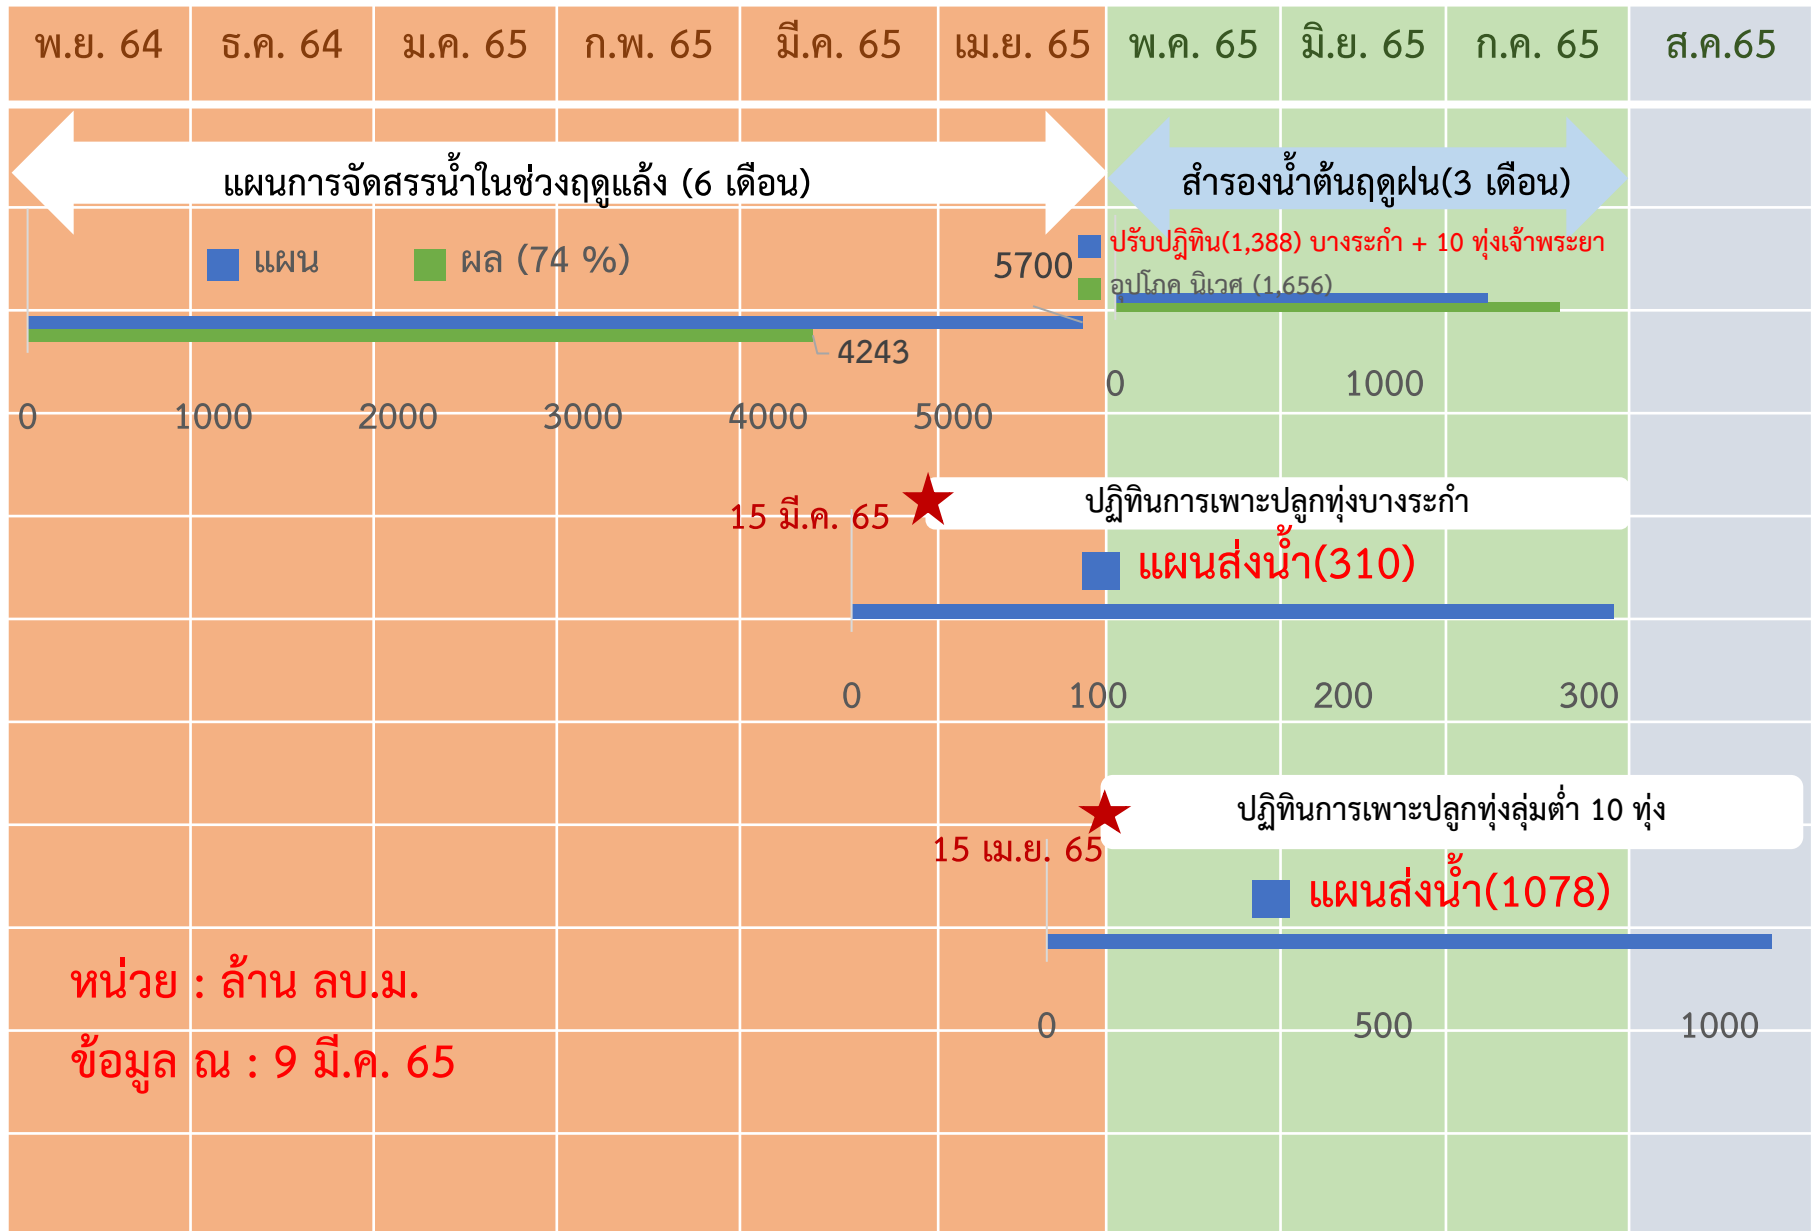 พ.ย. 64 ธ.ค. 64 ม.ค. 65 ก.พ. 65 มี.ค. 65 เม.ย. 65 พ.ค. 65 มิ.ย. 65 ก.ค. 65 ส.ค.65
แผนการจัดสรรน้ำในช่วงฤดูแล้ง (6 เดือน)
สำรองน้ำต้นฤดูฝน(3 เดือน)
แผน ผล (74 %)
5700
4243
0 1000 2000 3000 4000 5000
ปรับปฎิทิน(1,388) บางระกำ + 10 ทุ่งเจ้าพระยา
อุปโภค นิเวศ (1,656)
0 1000
15 มี.ค. 65
ปฏิทินการเพาะปลูกทุ่งบางระกำ
แผนส่งน้ำ(310)
0 100 200 300
15 เม.ย. 65
ปฏิทินการเพาะปลูกทุ่งลุ่มต่ำ 10 ทุ่ง
แผนส่งน้ำ(1078)
0 500 1000
หน่วย : ล้าน ลบ.ม.
ข้อมูล ณ : 9 มี.ค. 65